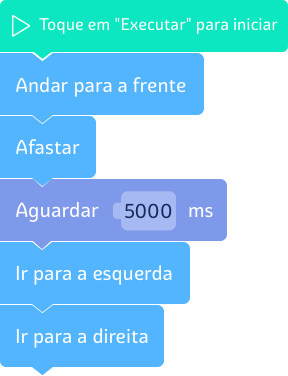 Toque em "Executar" para iniciar
Andar para a frente
Afastar
Aguardar 5000 ms
Ir para a esquerda
Ir para a direita